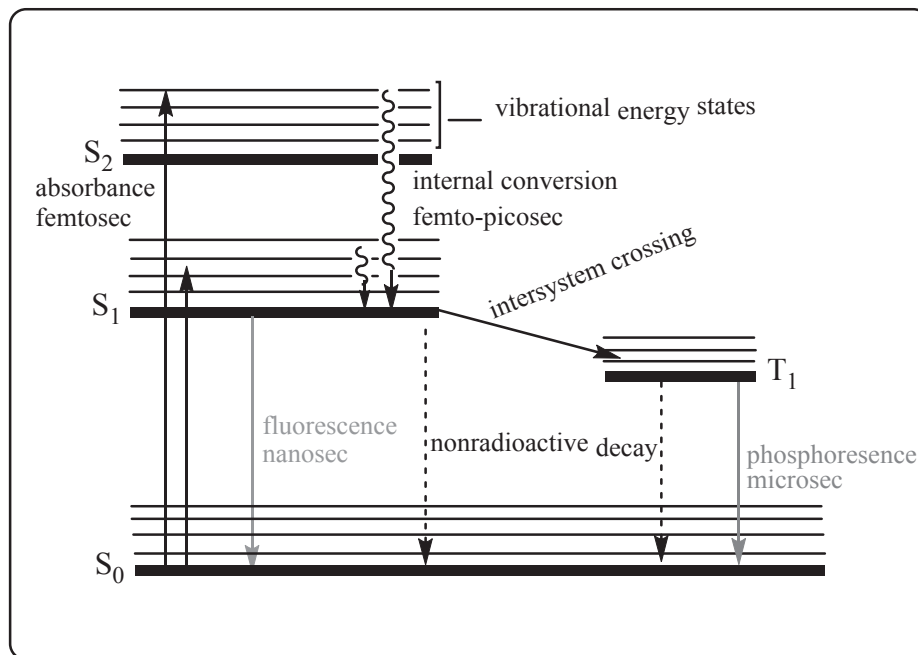 vibrational energy states
S2
absorbance
femtosec
internal conversion
femto-picosec
S1
intersystem crossing
T1
fluorescence
nanosec
nonradioactive decay
phosphoresence
microsec
S0